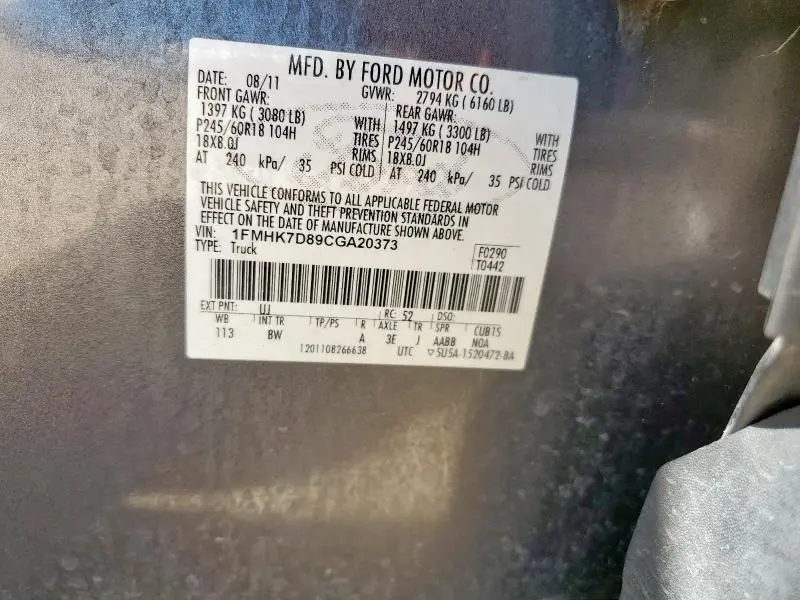 MFD. BY FORD MOTOR CO.
DATE: 08/11 GVWR: 2794 KG ( 6160 LB)
FRONT GAWR: REAR GAWR:
1397 KG ( 3080 LB) WITH 1497 KG ( 3300 LB) WITH
P245/60R18 104H TIRES P245/60R18 104H TIRES
18X8.0J RIMS 18X8.0J RIMS
AT 240 kPa/ 35 PSI COLD AT 240 kPa/ 35 PSI COLD
THIS VEHICLE CONFORMS TO ALL APPLICABLE FEDERAL MOTOR
VEHICLE SAFETY AND THEFT PREVENTION STANDARDS IN
EFFECT ON THE DATE OF MANUFACTURE SHOWN ABOVE.
VIN: 1FMHK7D89CGA20373
TYPE: Truck F0290
T0442
EXT PNT: UJ RC: 52 DSO:
WB INT TR TP/PS R AXLE TR SPR CUB1S
113 BW A 3E J AABB NOA
1201108266638 UTC ▽5U5A-1520472-BA